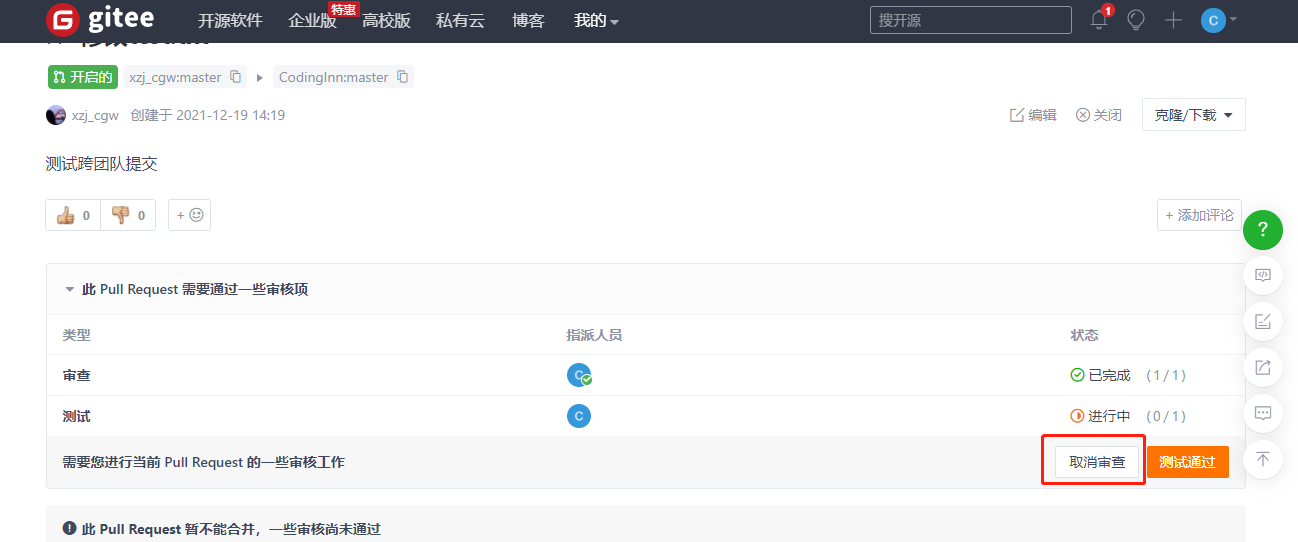 gitee 开源软件 企业版 特惠 高校版 私有云 博客 我的 搜开源 1 C
开启的 xzj_cgw:master CodingInn:master
xzj_cgw 创建于 2021-12-19 14:19 编辑 关闭 克隆/下载
测试跨团队提交
0 0 + + 添加评论
?
此 Pull Request 需要通过一些审核项
类型 指派人员 状态
审查 C 已完成 (1/1)
测试 C 进行中 (0/1)
需要您进行当前 Pull Request 的一些审核工作 取消审查 测试通过
此 Pull Request 暂不能合并，一些审核尚未通过